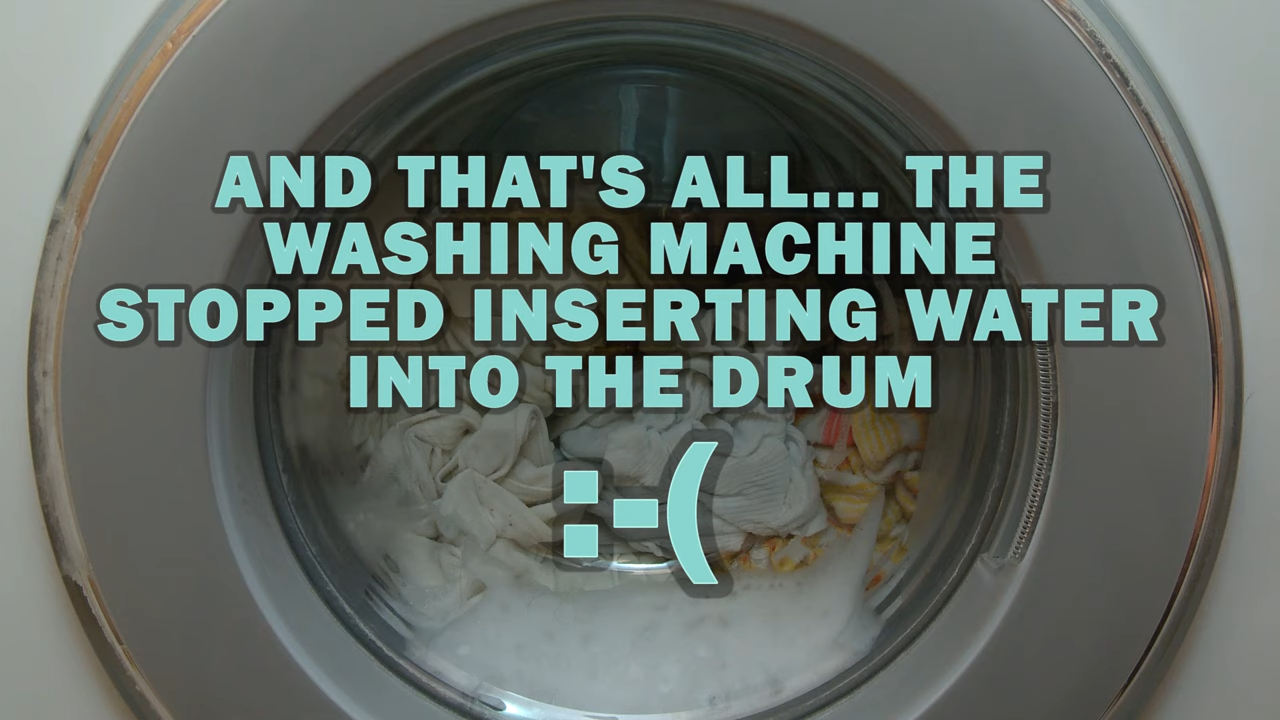 AND THAT'S ALL... THE
WASHING MACHINE
STOPPED INSERTING WATER
INTO THE DRUM
:-(